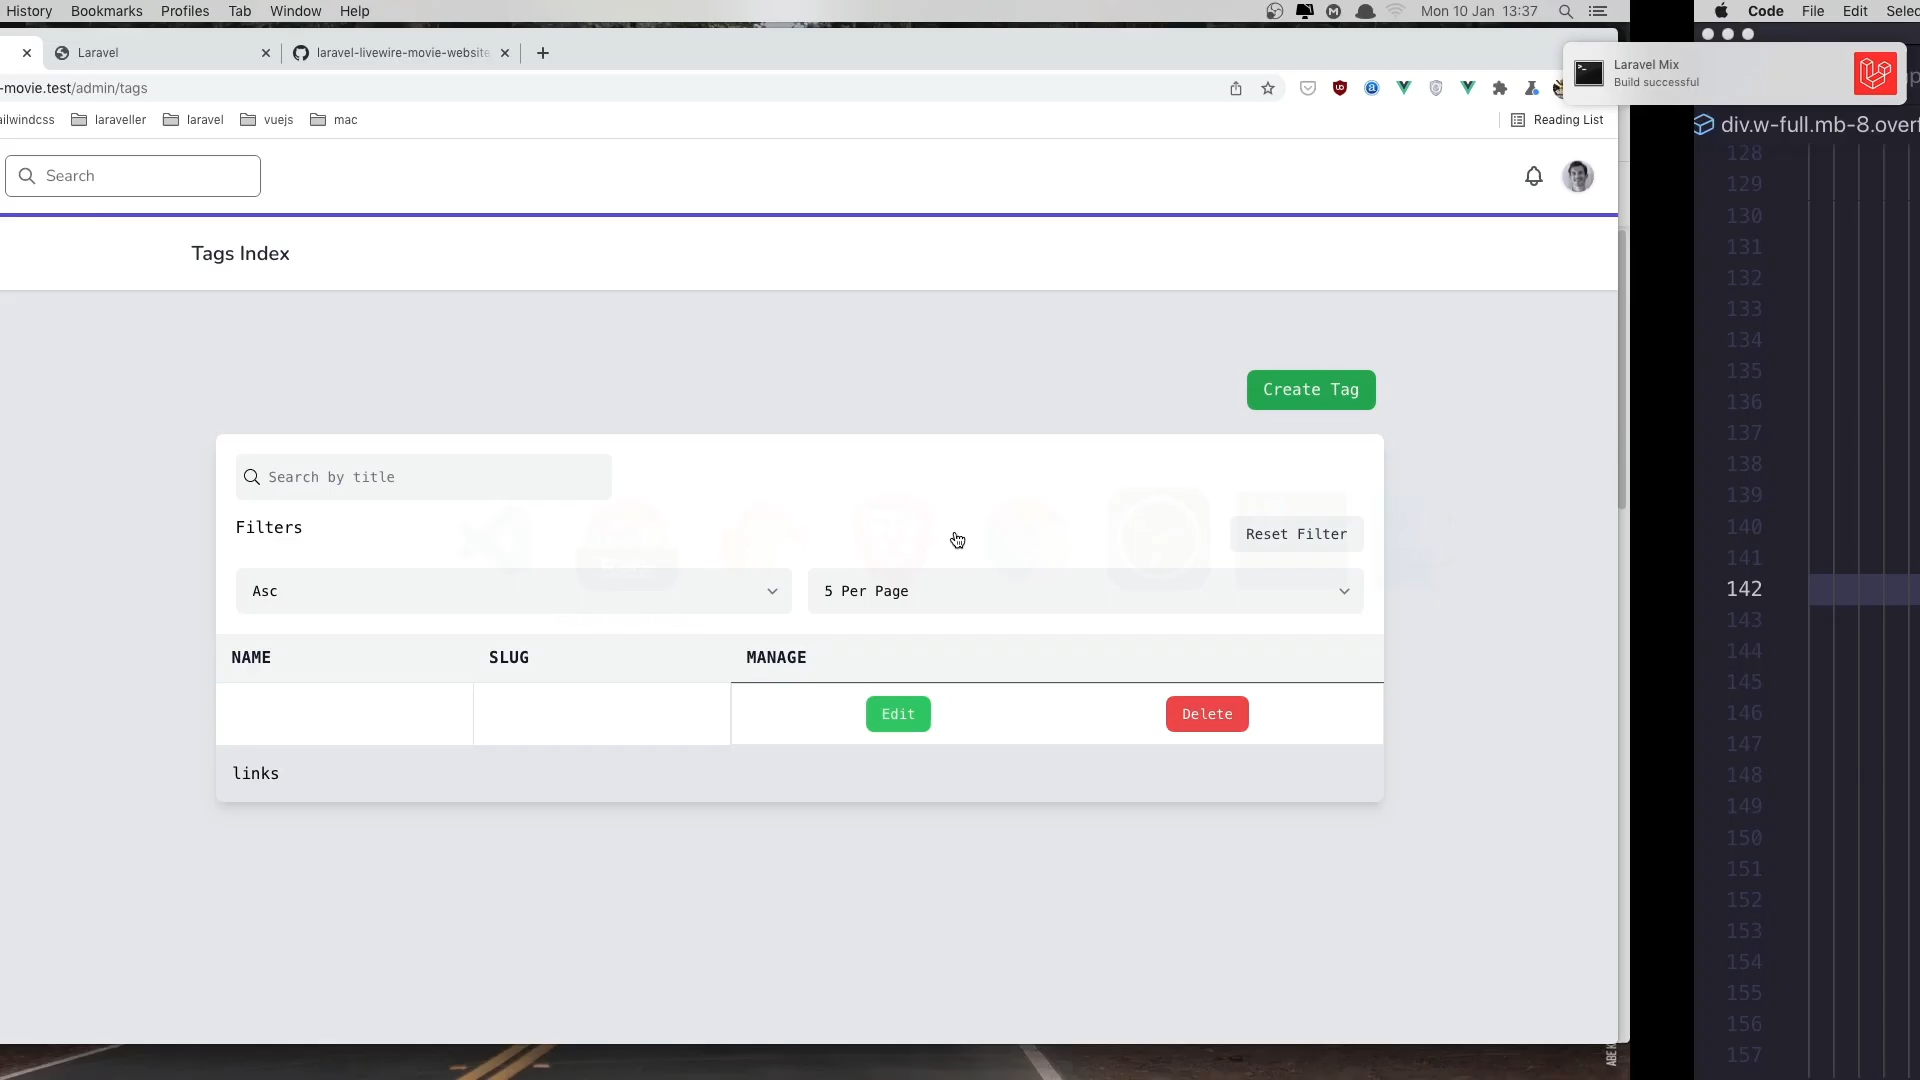 History Bookmarks Profiles Tab Window Help
Mon 10 Jan 13:37
Code File Edit Selec
Laravel
laravel-livewire-movie-website
Laravel Mix
Build successful
-movie.test/admin/tags
div.w-full.mb-8.overf
ailwindcss laraveller laravel vuejs mac
Reading List
Search
Tags Index
Create Tag
Search by title
Filters
Reset Filter
Asc
5 Per Page
NAME SLUG MANAGE
Edit Delete
links
128
129
130
131
132
133
134
135
136
137
138
139
140
141
142
143
144
145
146
147
148
149
150
151
152
153
154
155
156
157